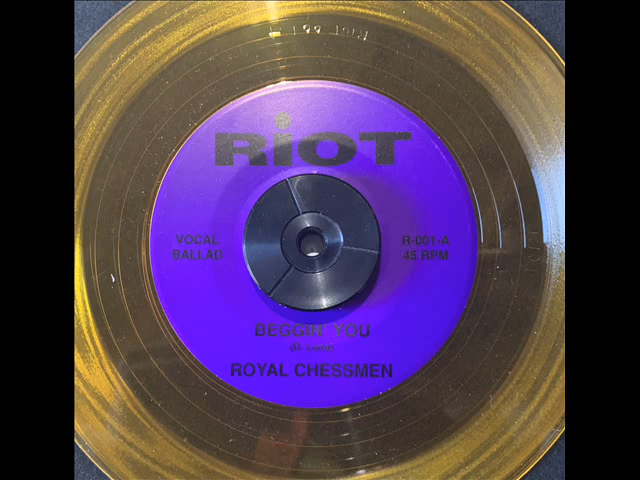 RiOT
VOCAL
BALLAD
R-001-A
45 RPM
BEGGIN' YOU
ROYAL CHESSMEN